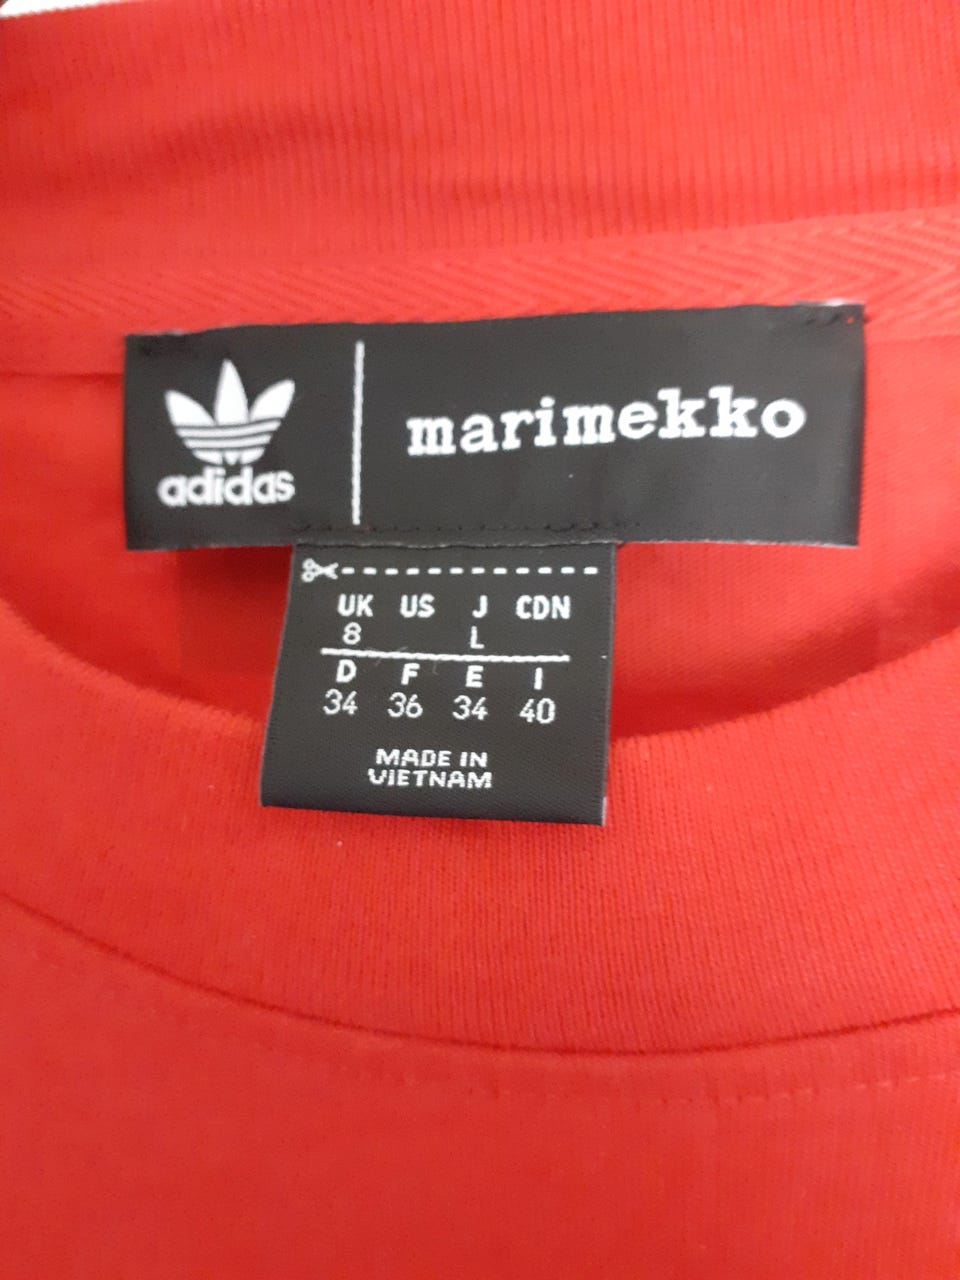 adidas
marimekko
UK US J CDN
8 L
D F E I
34 36 34 40
MADE IN
VIETNAM